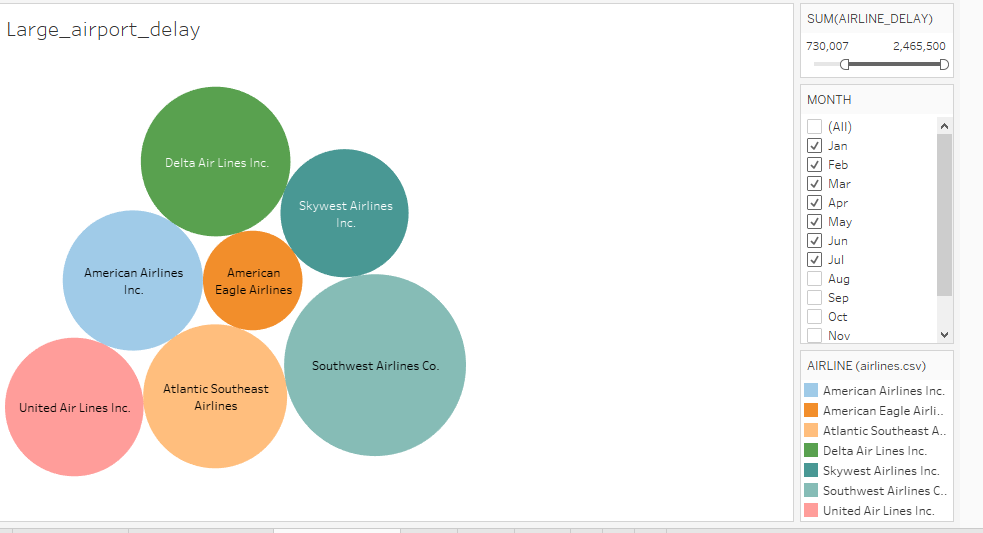 Large_airport_delay
Delta Air Lines Inc.
Skywest Airlines
Inc.
American Airlines
Inc.
American
Eagle Airlines
Southwest Airlines Co.
Atlantic Southeast
Airlines
United Air Lines Inc.
SUM(AIRLINE_DELAY)
730,007 2,465,500
MONTH
(All)
Jan
Feb
Mar
Apr
May
Jun
Jul
Aug
Sep
Oct
Nov
AIRLINE (airlines.csv)
American Airlines Inc.
American Eagle Airli..
Atlantic Southeast A..
Delta Air Lines Inc.
Skywest Airlines Inc.
Southwest Airlines C..
United Air Lines Inc.